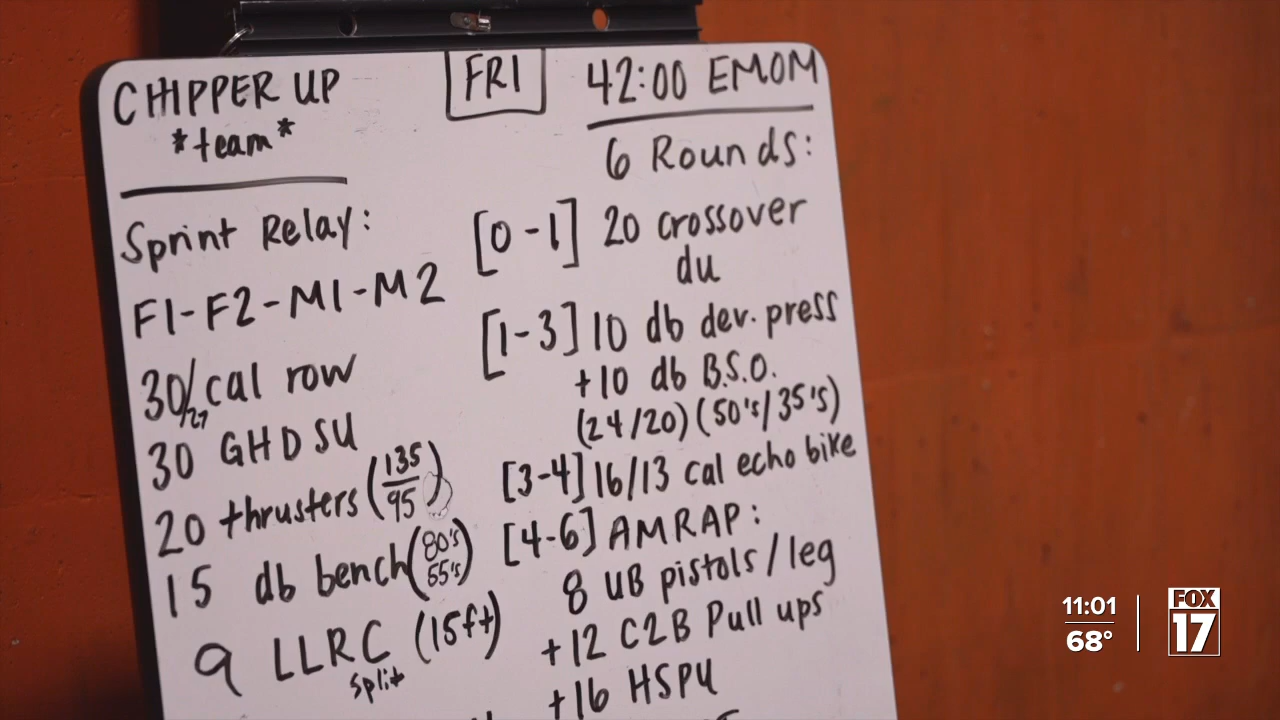 CHIPPER UP
*team*
Sprint Relay:
F1-F2-M1-M2
30/27 cal row
30 GHD SU
20 thrusters (135/95)
15 db bench (80's/55's)
9 LLRC (15ft)
split
FRI
42:00 EMOM
6 Rounds:
[0-1] 20 crossover
du
[1-3] 10 db dev. press
+10 db B.S.O.
(24/20) (50's/35's)
[3-4] 16/13 cal echo bike
[4-6] AMRAP:
8 UB pistols/leg
+12 C2B Pull ups
+16 HSPU
11:01
68°
FOX
17